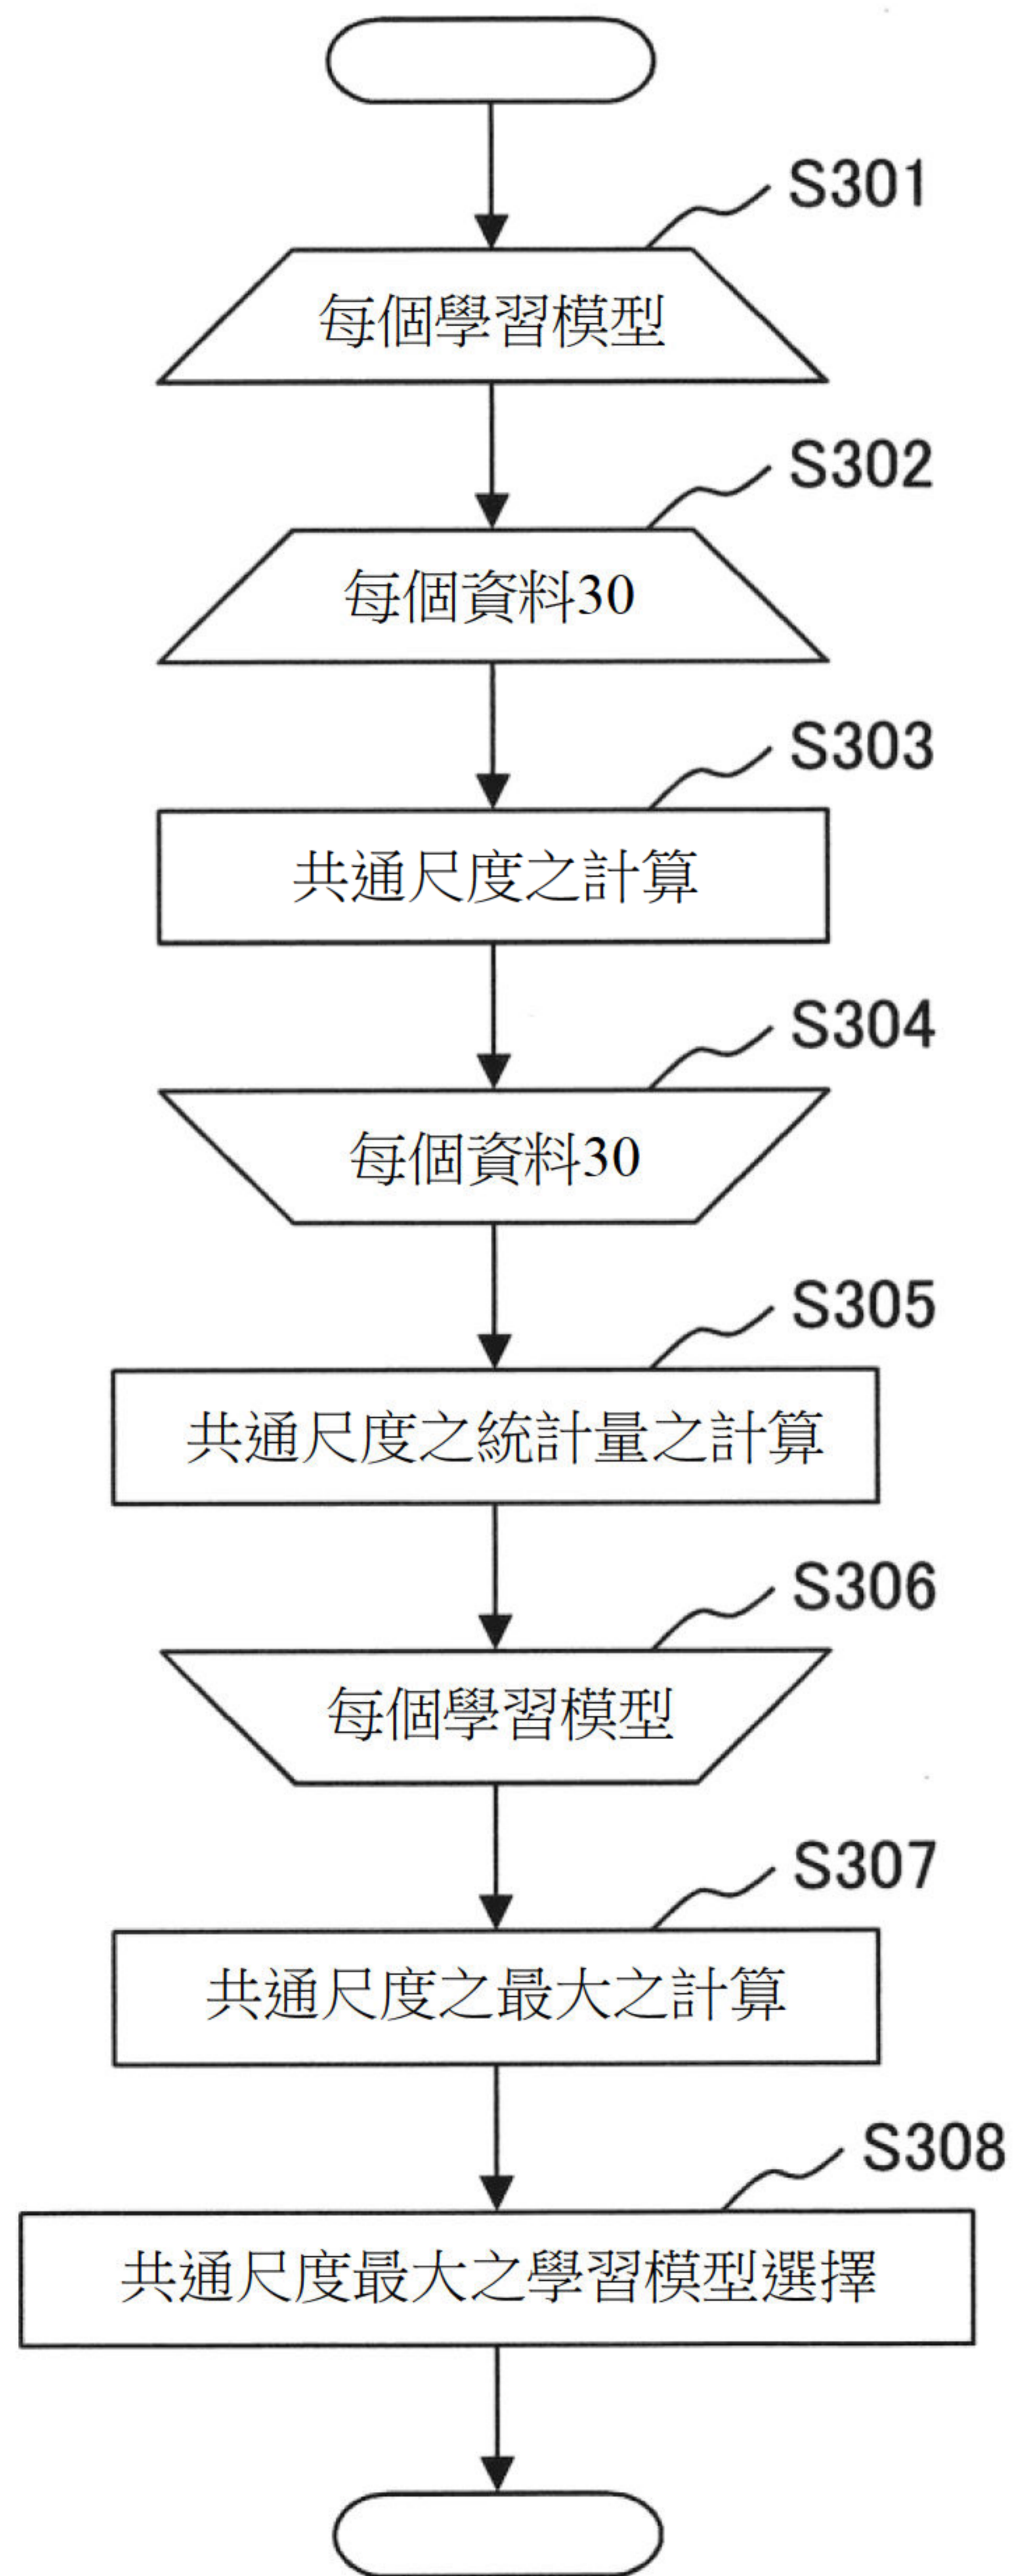 S301
每個學習模型
S302
每個資料30
S303
共通尺度之計算
S304
每個資料30
S305
共通尺度之統計量之計算
S306
每個學習模型
S307
共通尺度之最大之計算
S308
共通尺度最大之學習模型選擇